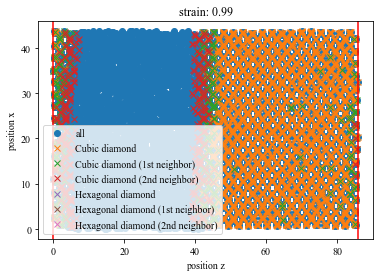 strain: 0.99
position x
40
30
20
10
0
all
Cubic diamond
Cubic diamond (1st neighbor)
Cubic diamond (2nd neighbor)
Hexagonal diamond
Hexagonal diamond (1st neighbor)
Hexagonal diamond (2nd neighbor)
0 20 40 60 80
position z